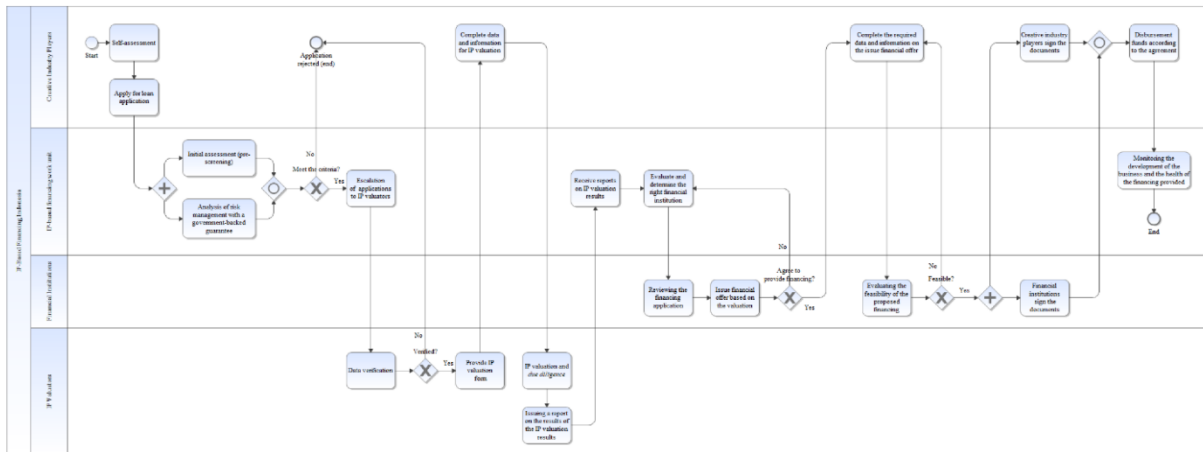 IP-Based Financing Indonesia
Creative Industry Players
Start
Self-assessment
Apply for loan
application
Application
rejected (end)
Complete data
and information
for IP valuation
Complete the required
data and information on
the issue financial offer
Creative industry
players sign the
documents
Disbursement
funds according to
the agreement
Initial assessment (pre-
screening)
Analysis of risk
management with a
government-backed
guarantee
No
Meet the criteria?
Yes
Escalation
of applications
to IP valuators
Receive reports
on IP valuation
results
Evaluate and
determine the
right financial
institution
No
Monitoring the
development of the
business and the health of
the financing provided
End
Financial Institutions
Reviewing the
financing
application
Issue financial
offer based on
the valuation
Agree to
provide financing?
Yes
Evaluating the
feasibility of the
proposed
financing
No
Feasible?
Yes
Financial
institutions
sign the
documents
IP Valuators
Data verification
No
Verified?
Yes
Provide IP
valuation
form
IP valuation and
due diligence
Issuing a report
on the results of
the IP valuation
results